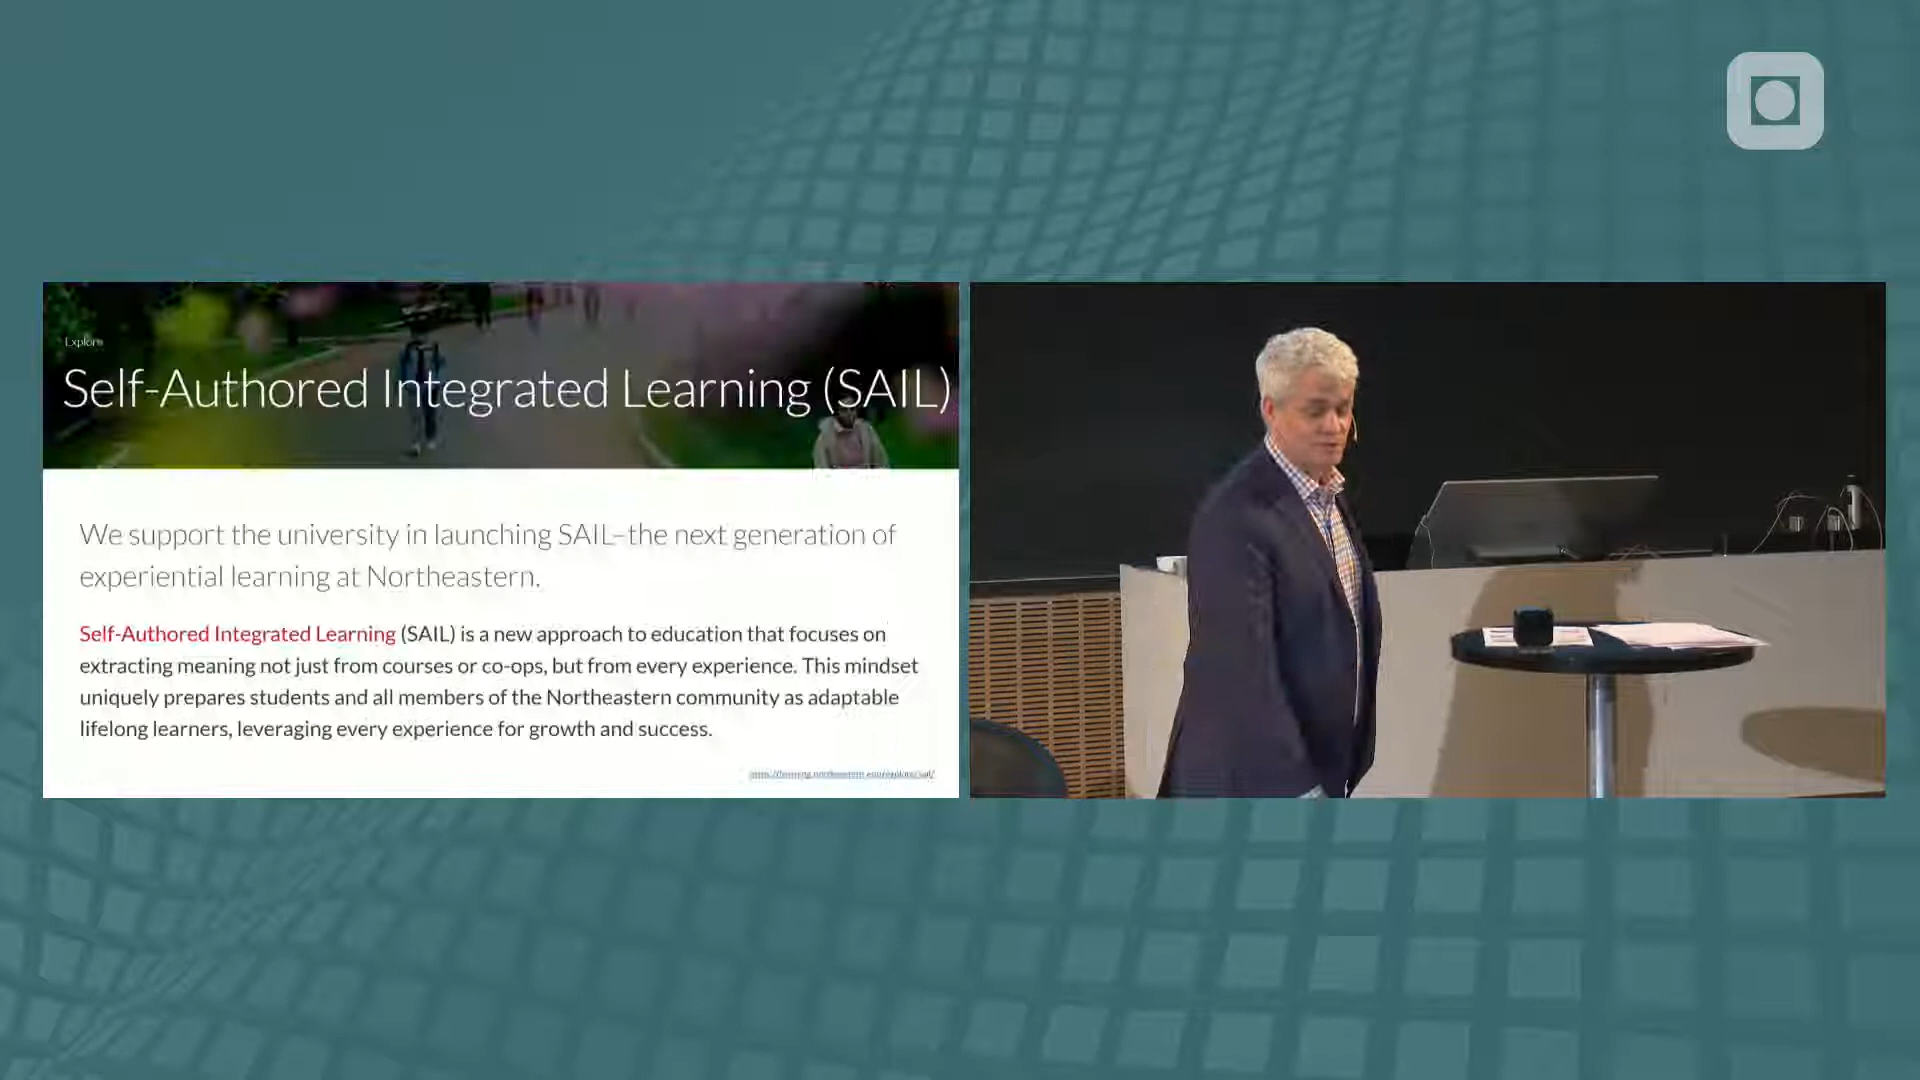 Explore
Self-Authored Integrated Learning (SAIL)
We support the university in launching SAIL–the next generation of
experiential learning at Northeastern.
Self-Authored Integrated Learning (SAIL) is a new approach to education that focuses on
extracting meaning not just from courses or co-ops, but from every experience. This mindset
uniquely prepares students and all members of the Northeastern community as adaptable
lifelong learners, leveraging every experience for growth and success.